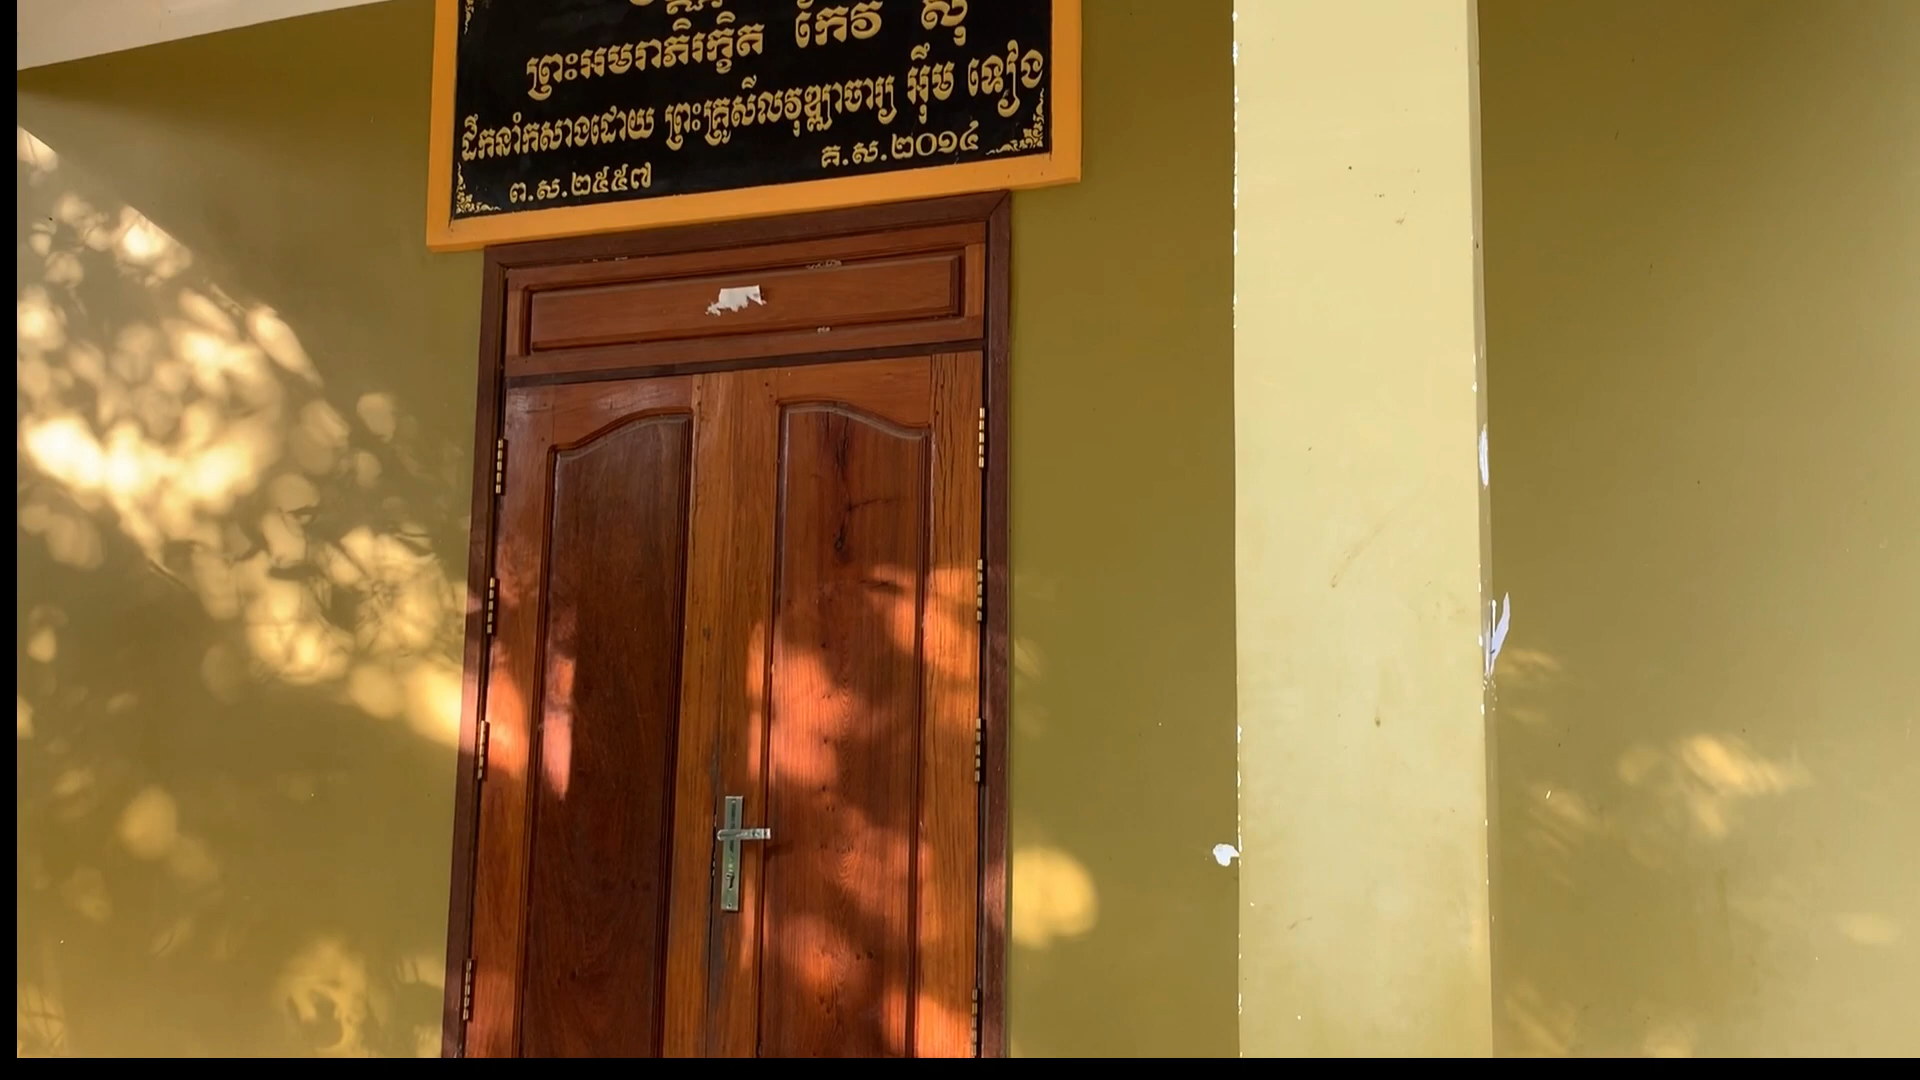 ព្រះអមរាភិរក្ខិត កែវ ស៊ុ
ដឹកនាំកសាងដោយ ព្រះគ្រូសីលវុឌ្ឍាចារ្យ អ៊ឹម ទៀង
ព.ស.២៥៥៧ គ.ស.២០១៤